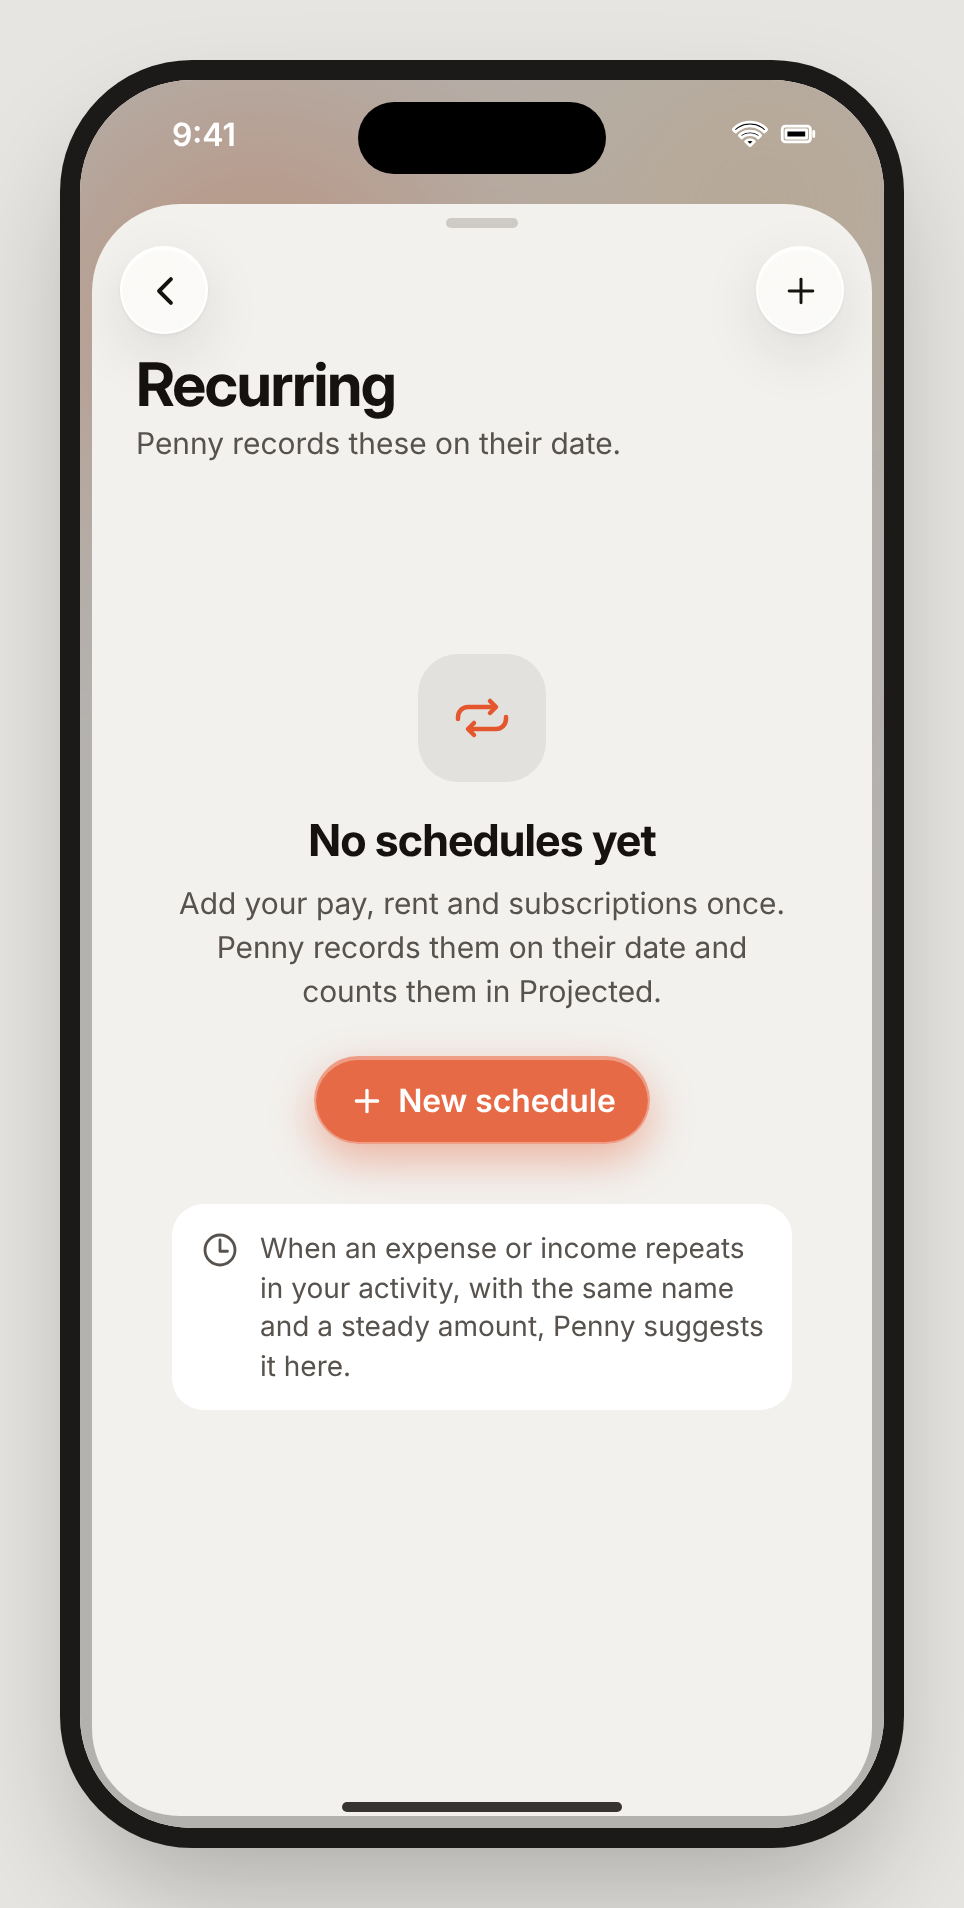 9:41
Recurring
Penny records these on their date.
No schedules yet
Add your pay, rent and subscriptions once.
Penny records them on their date and
counts them in Projected.
New schedule
When an expense or income repeats
in your activity, with the same name
and a steady amount, Penny suggests
it here.